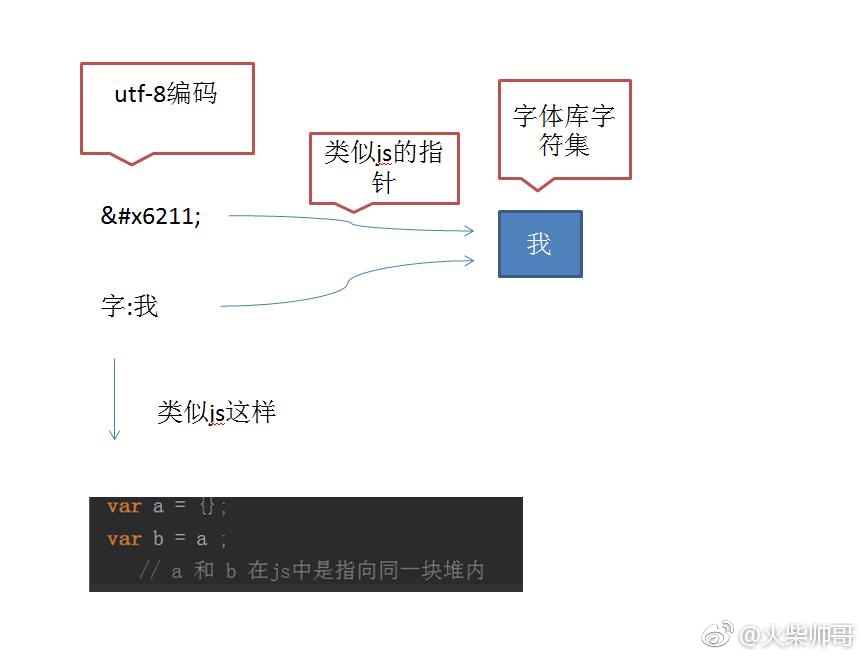 utf-8编码
字体库字
符集
类似js的指
针
&#x6211;
我
字:我
类似js这样
var a = {};
var b = a ;
// a 和 b 在js中是指向同一块堆内
@火柴帅哥